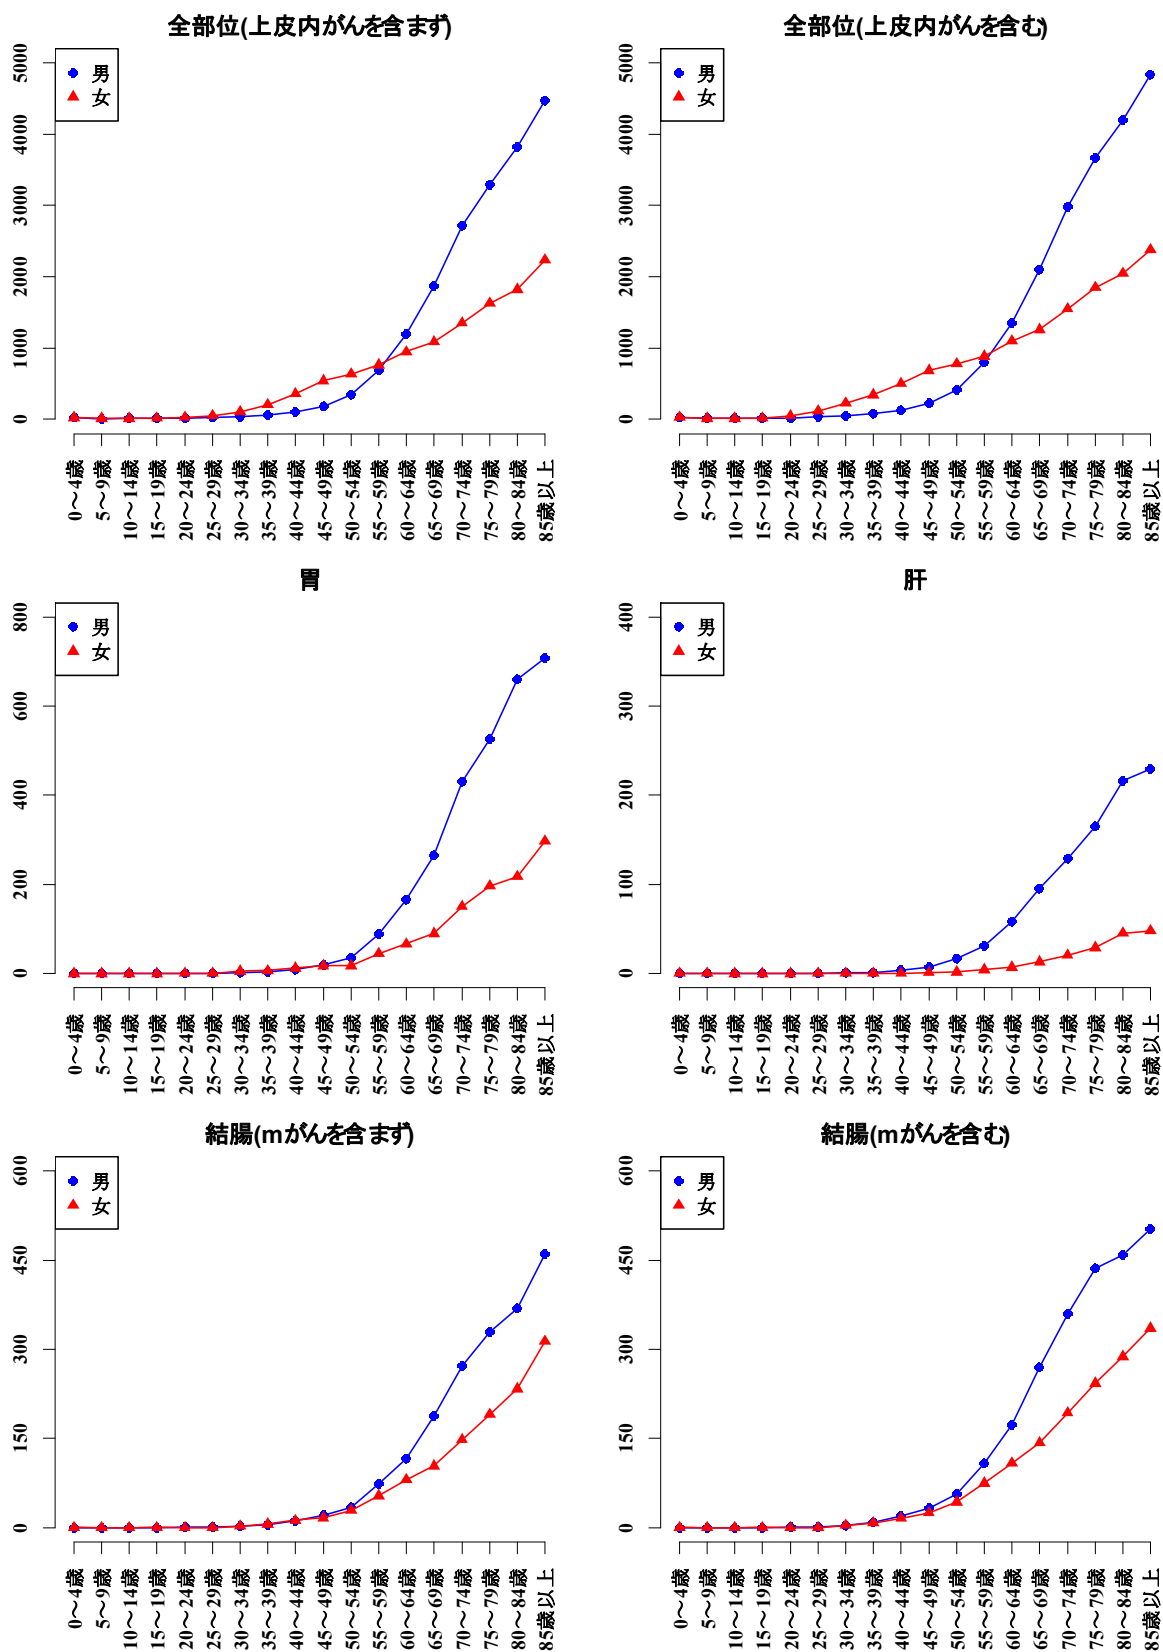 全部位(上皮内がんを含まず)
5000
4000
3000
2000
1000
0
男
女
0～4歳
5～9歳
10～14歳
15～19歳
20～24歳
25～29歳
30～34歳
35～39歳
40～44歳
45～49歳
50～54歳
55～59歳
60～64歳
65～69歳
70～74歳
75～79歳
80～84歳
85歳以上
全部位(上皮内がんを含む)
5000
4000
3000
2000
1000
0
男
女
0～4歳
5～9歳
10～14歳
15～19歳
20～24歳
25～29歳
30～34歳
35～39歳
40～44歳
45～49歳
50～54歳
55～59歳
60～64歳
65～69歳
70～74歳
75～79歳
80～84歳
85歳以上
胃
800
600
400
200
0
男
女
0～4歳
5～9歳
10～14歳
15～19歳
20～24歳
25～29歳
30～34歳
35～39歳
40～44歳
45～49歳
50～54歳
55～59歳
60～64歳
65～69歳
70～74歳
75～79歳
80～84歳
85歳以上
肝
400
300
200
100
0
男
女
0～4歳
5～9歳
10～14歳
15～19歳
20～24歳
25～29歳
30～34歳
35～39歳
40～44歳
45～49歳
50～54歳
55～59歳
60～64歳
65～69歳
70～74歳
75～79歳
80～84歳
85歳以上
結腸(mがんを含まず)
600
450
300
150
0
男
女
0～4歳
5～9歳
10～14歳
15～19歳
20～24歳
25～29歳
30～34歳
35～39歳
40～44歳
45～49歳
50～54歳
55～59歳
60～64歳
65～69歳
70～74歳
75～79歳
80～84歳
85歳以上
結腸(mがんを含む)
600
450
300
150
0
男
女
0～4歳
5～9歳
10～14歳
15～19歳
20～24歳
25～29歳
30～34歳
35～39歳
40～44歳
45～49歳
50～54歳
55～59歳
60～64歳
65～69歳
70～74歳
75～79歳
80～84歳
85歳以上